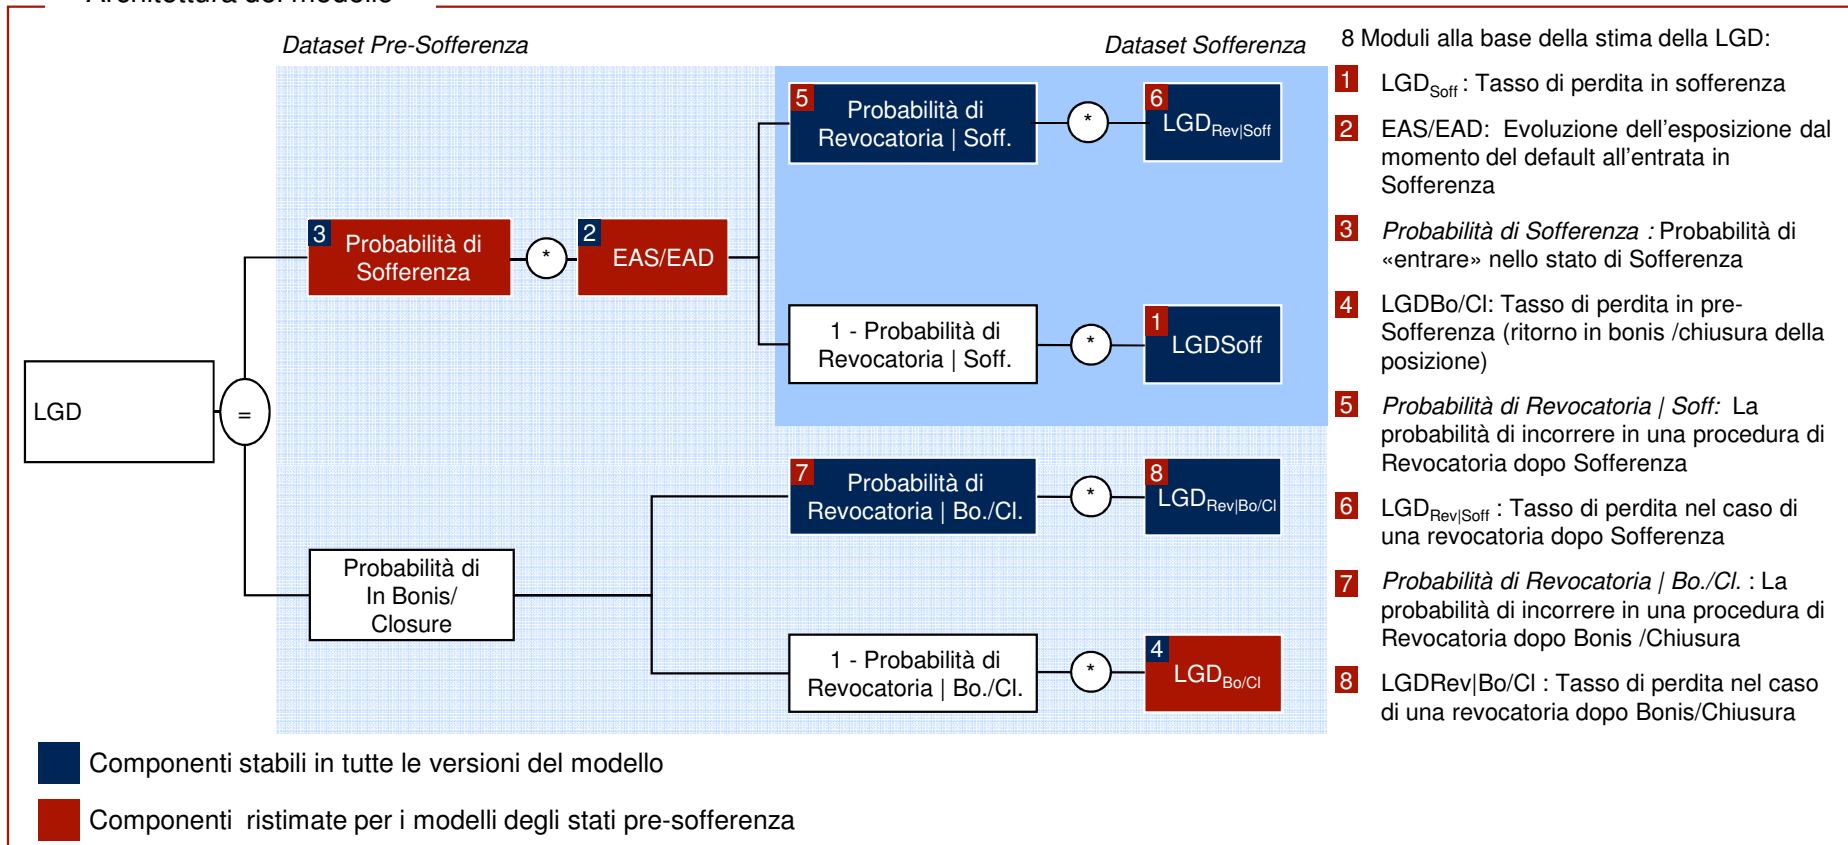 Architettura del modello
Dataset Pre-Sofferenza
Dataset Sofferenza
LGD
=
3
Probabilità di
Sofferenza
*
2
EAS/EAD
5
Probabilità di
Revocatoria | Soff.
*
6
LGDRev|Soff
1 - Probabilità di
Revocatoria | Soff.
*
1
LGDSoff
Probabilità di
In Bonis/
Closure
7
Probabilità di
Revocatoria | Bo./Cl.
*
8
LGDRev|Bo/Cl
1 - Probabilità di
Revocatoria | Bo./Cl.
*
4
LGDBo/Cl
8 Moduli alla base della stima della LGD:
1 LGDSoff : Tasso di perdita in sofferenza
2 EAS/EAD: Evoluzione dell'esposizione dal
momento del default all'entrata in
Sofferenza
3 Probabilità di Sofferenza : Probabilità di
«entrare» nello stato di Sofferenza
4 LGDBo/Cl: Tasso di perdita in pre-
Sofferenza (ritorno in bonis /chiusura della
posizione)
5 Probabilità di Revocatoria | Soff: La
probabilità di incorrere in una procedura di
Revocatoria dopo Sofferenza
6 LGDRev|Soff : Tasso di perdita nel caso di
una revocatoria dopo Sofferenza
7 Probabilità di Revocatoria | Bo./Cl. : La
probabilità di incorrere in una procedura di
Revocatoria dopo Bonis /Chiusura
8 LGDRev|Bo/Cl : Tasso di perdita nel caso
di una revocatoria dopo Bonis/Chiusura
Componenti stabili in tutte le versioni del modello
Componenti ristimate per i modelli degli stati pre-sofferenza